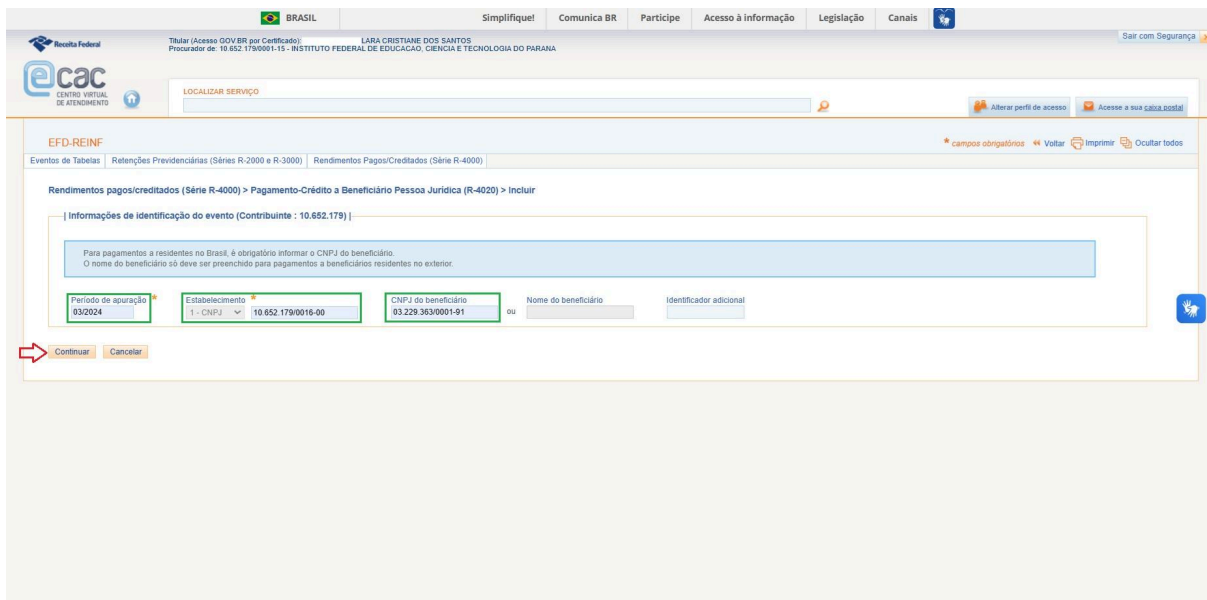 BRASIL Simplifique! Comunica BR Participe Acesso à informação Legislação Canais
Receita Federal Titular (Acesso GOV.BR por Certificado): LARA CRISTIANE DOS SANTOS Sair com Segurança
Procurador de: 10.652.179/0001-15 - INSTITUTO FEDERAL DE EDUCACAO, CIENCIA E TECNOLOGIA DO PARANA
ecac
CENTRO VIRTUAL
DE ATENDIMENTO
LOCALIZAR SERVIÇO
Alterar perfil de acesso Acesse a sua caixa postal
EFD-REINF * campos obrigatórios Voltar Imprimir Ocultar todos
Eventos de Tabelas Retenções Previdenciárias (Séries R-2000 e R-3000) Rendimentos Pagos/Creditados (Série R-4000)
Rendimentos pagos/creditados (Série R-4000) > Pagamento-Crédito a Beneficiário Pessoa Jurídica (R-4020) > Incluir
| Informações de identificação do evento (Contribuinte : 10.652.179) |
Para pagamentos a residentes no Brasil, é obrigatório informar o CNPJ do beneficiário.
O nome do beneficiário só deve ser preenchido para pagamentos a beneficiários residentes no exterior.
Período de apuração * Estabelecimento * CNPJ do beneficiário Nome do beneficiário Identificador adicional
03/2024 1 - CNPJ 10.652.179/0016-00 03.229.363/0001-91 ou
Continuar Cancelar